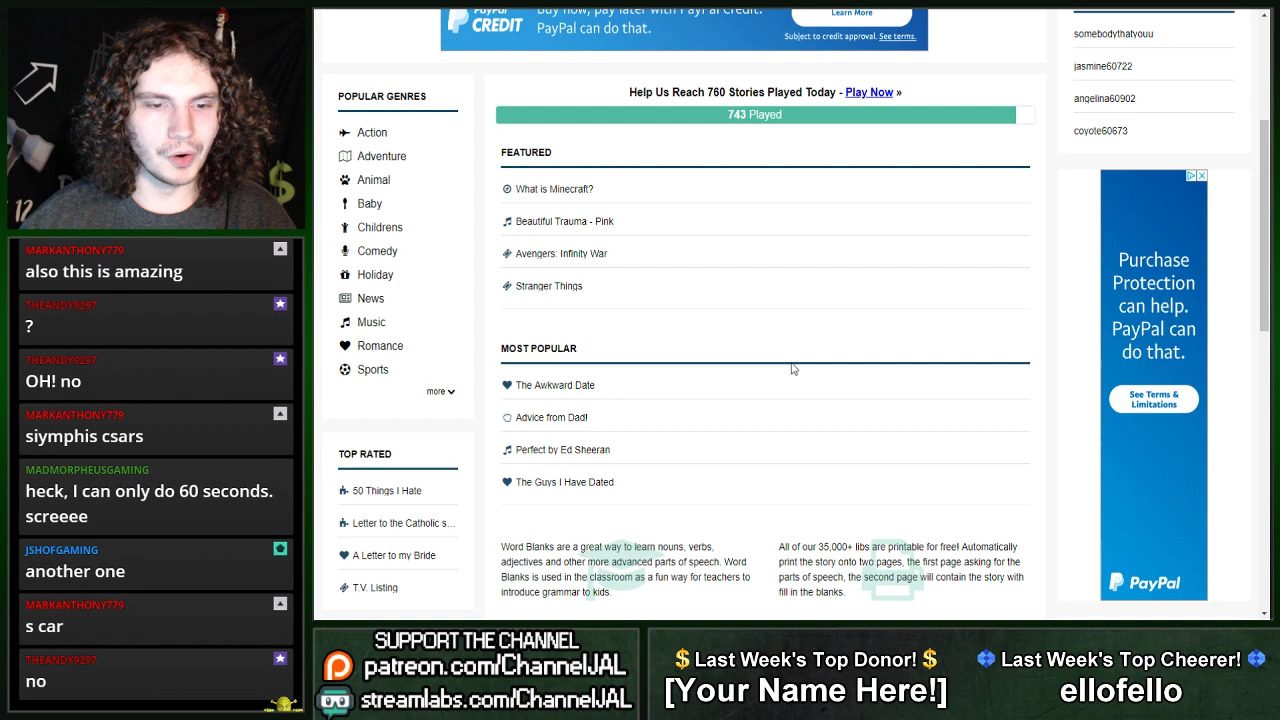 12
MARKANTHONY779
also this is amazing
THEANDY9297
?
THEANDY9297
OH! no
MARKANTHONY779
siymphis csars
MADMORPHEUSGAMING
heck, I can only do 60 seconds.
screeee
JSHOFGAMING
another one
MARKANTHONY779
s car
THEANDY9297
no
PayPal
CREDIT
Buy now, pay later with PayPal Credit.
PayPal can do that.
Learn More
Subject to credit approval. See terms.
POPULAR GENRES
Action
Adventure
Animal
Baby
Childrens
Comedy
Holiday
News
Music
Romance
Sports
more
TOP RATED
50 Things I Hate
Letter to the Catholic s...
A Letter to my Bride
T.V. Listing
Help Us Reach 760 Stories Played Today - Play Now »
743 Played
FEATURED
What is Minecraft?
Beautiful Trauma - Pink
Avengers: Infinity War
Stranger Things
MOST POPULAR
The Awkward Date
Advice from Dad!
Perfect by Ed Sheeran
The Guys I Have Dated
Word Blanks are a great way to learn nouns, verbs,
adjectives and other more advanced parts of speech. Word
Blanks is used in the classroom as a fun way for teachers to
introduce grammar to kids.
All of our 35,000+ libs are printable for free! Automatically
print the story onto two pages, the first page asking for the
parts of speech, the second page will contain the story with
fill in the blanks.
somebodythatyouu
jasmine60722
angelina60902
coyote60673
Purchase
Protection
can help.
PayPal can
do that.
See Terms &
Limitations
PayPal
SUPPORT THE CHANNEL
patreon.com/ChannelJAL
streamlabs.com/ChannelJAL
$ Last Week's Top Donor! $
[Your Name Here!]
Last Week's Top Cheerer!
ellofello